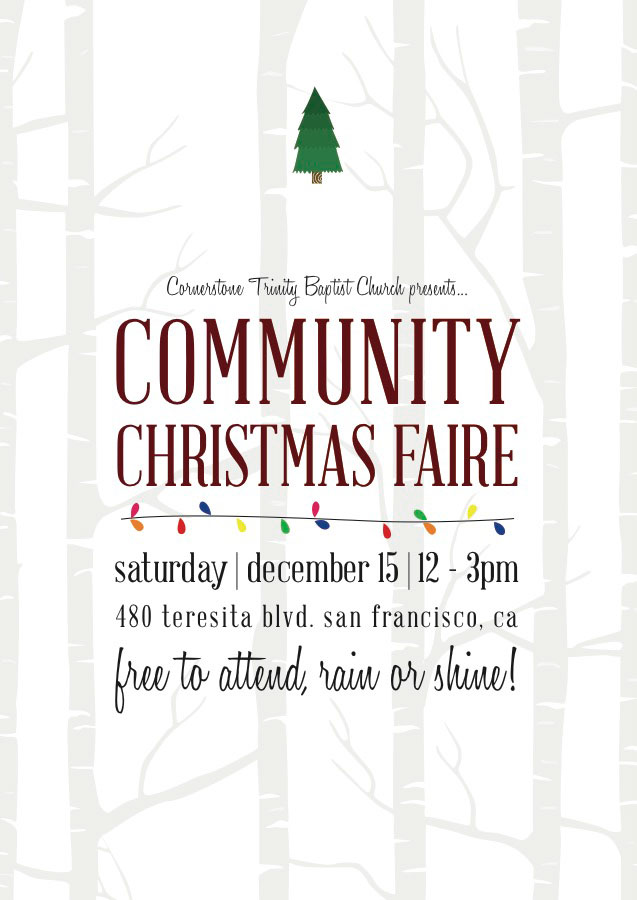 Cornerstone Trinity Baptist Church presents...
COMMUNITY
CHRISTMAS FAIRE
saturday | december 15 | 12 - 3pm
480 teresita blvd. san francisco, ca
free to attend, rain or shine!